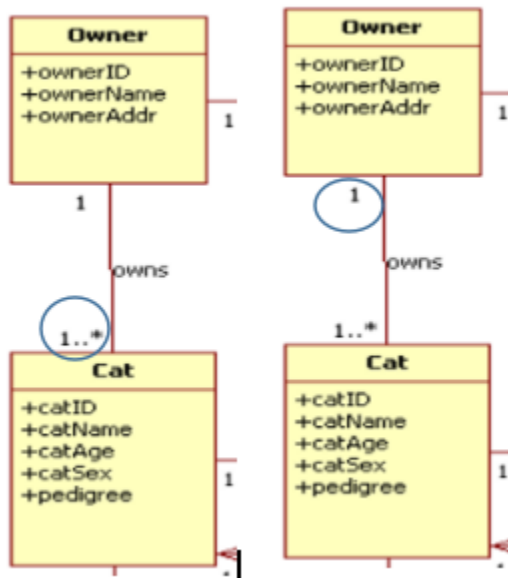 Owner
+ownerID
+ownerName
+ownerAddr
1
1
owns
1..*
Cat
+catID
+catName
+catAge
+catSex
+pedigree
1
Owner
+ownerID
+ownerName
+ownerAddr
1
1
owns
1..*
Cat
+catID
+catName
+catAge
+catSex
+pedigree
1